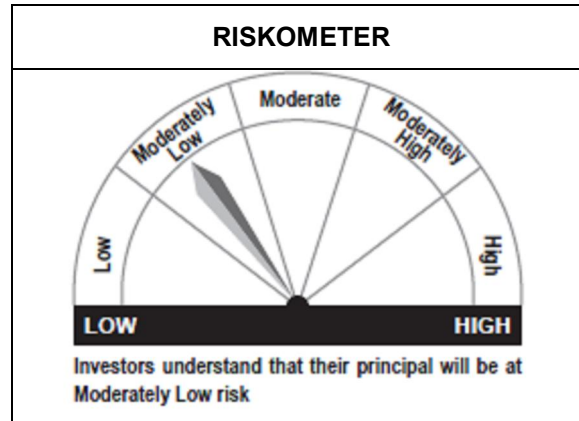 RISKOMETER
Moderately
Low
Moderate
Moderately
High
Low
High
LOW HIGH
Investors understand that their principal will be at
Moderately Low risk